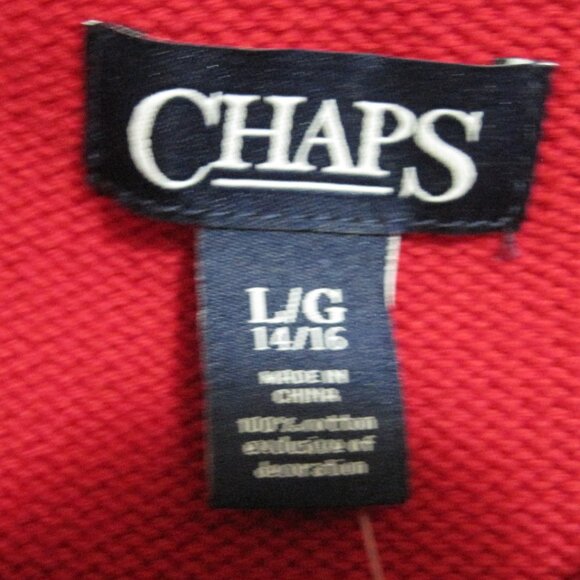 CHAPS
L/G
14/16
MADE IN
CHINA
100% cotton
exclusive of
decoration